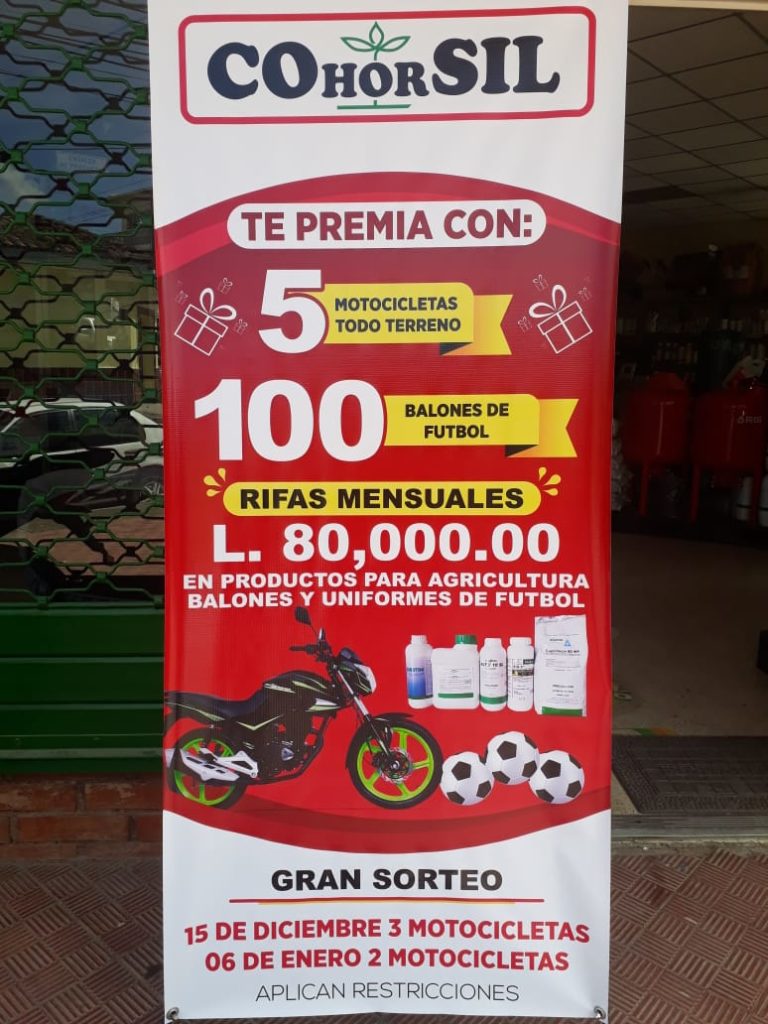 COHORSIL
TE PREMIA CON:
5
MOTOCICLETAS
TODO TERRENO
100
BALONES DE
FUTBOL
RIFAS MENSUALES
L. 80,000.00
EN PRODUCTOS PARA AGRICULTURA
BALONES Y UNIFORMES DE FUTBOL
GRAN SORTEO
15 DE DICIEMBRE 3 MOTOCICLETAS
06 DE ENERO 2 MOTOCICLETAS
APLICAN RESTRICCIONES